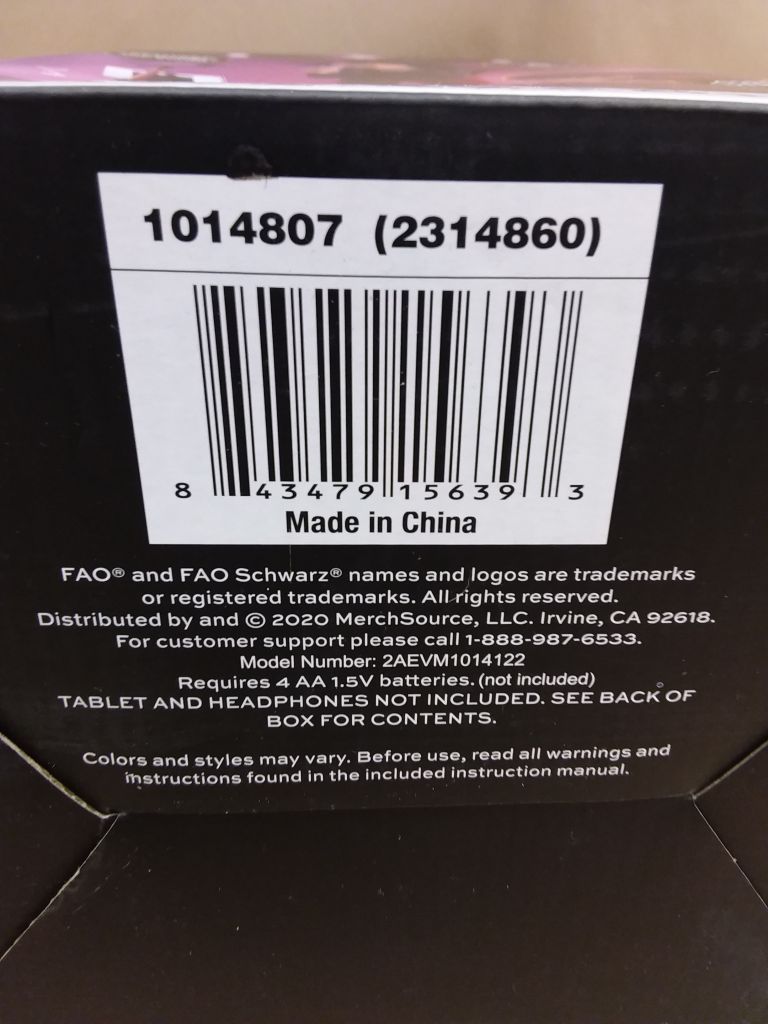 1014807 (2314860)
8 43479 15639 3
Made in China
FAO® and FAO Schwarz® names and logos are trademarks
or registered trademarks. All rights reserved.
Distributed by and © 2020 MerchSource, LLC. Irvine, CA 92618.
For customer support please call 1-888-987-6533.
Model Number: 2AEVM1014122
Requires 4 AA 1.5V batteries. (not included)
TABLET AND HEADPHONES NOT INCLUDED. SEE BACK OF
BOX FOR CONTENTS.
Colors and styles may vary. Before use, read all warnings and
instructions found in the included instruction manual.